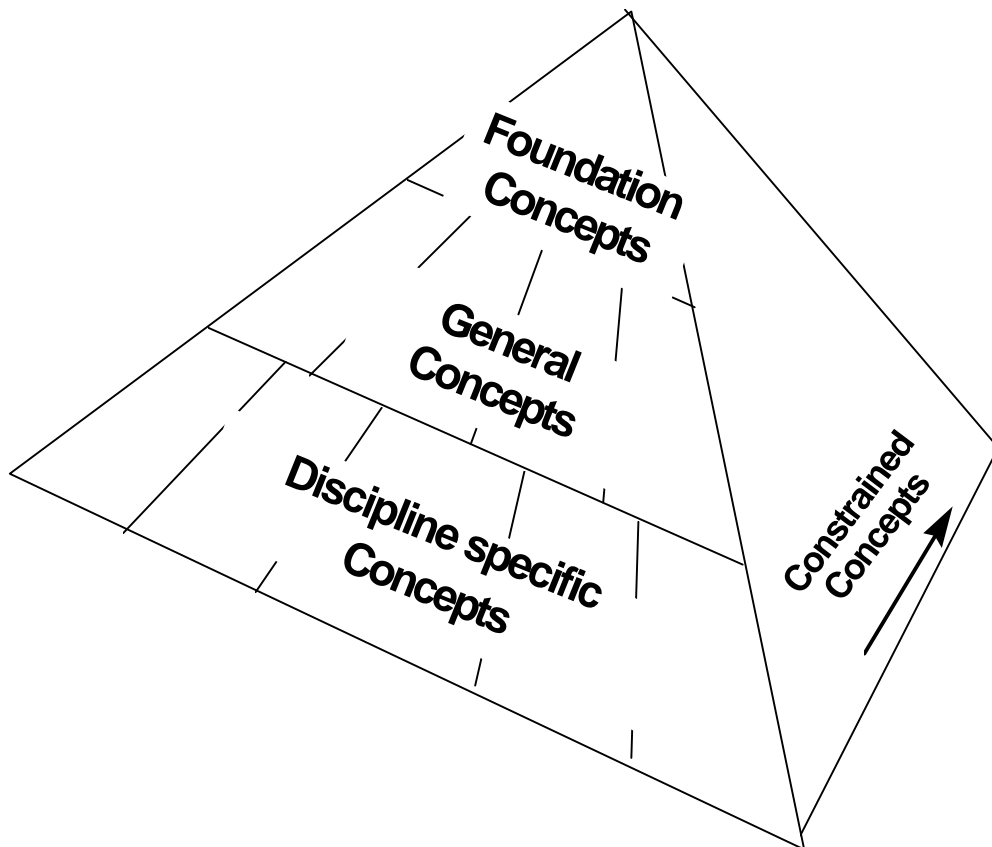 Foundation
Concepts
General
Concepts
Discipline specific
Concepts
Constrained
Concepts